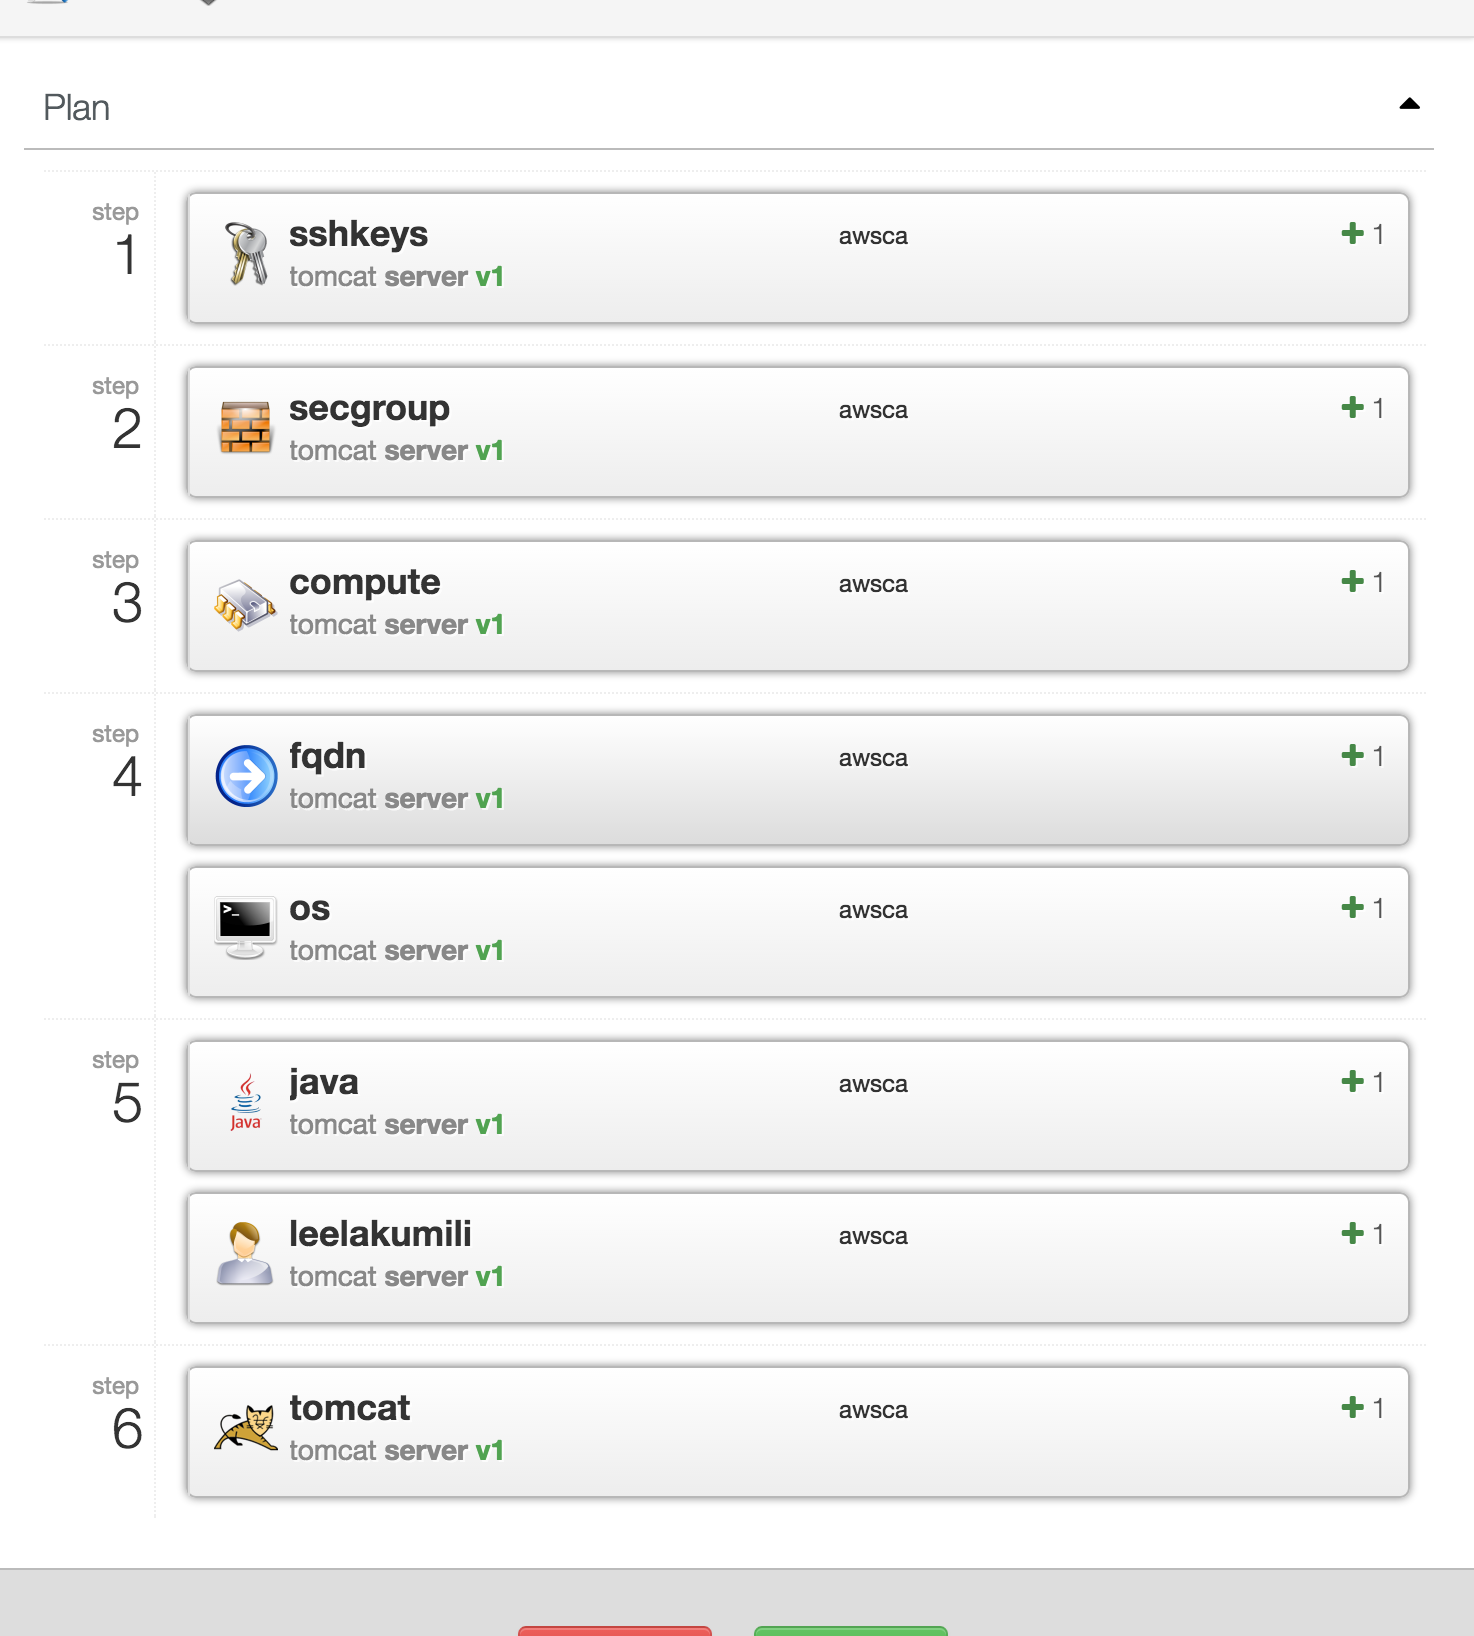 Plan
step
1
sshkeys
awsca
1
tomcat server v1
step
2
secgroup
awsca
1
tomcat server v1
step
3
compute
awsca
1
tomcat server v1
step
4
fqdn
awsca
1
tomcat server v1
>_
os
awsca
1
tomcat server v1
step
5
java
awsca
1
Java
tomcat server v1
leelakumili
awsca
1
tomcat server v1
step
6
tomcat
awsca
1
tomcat server v1